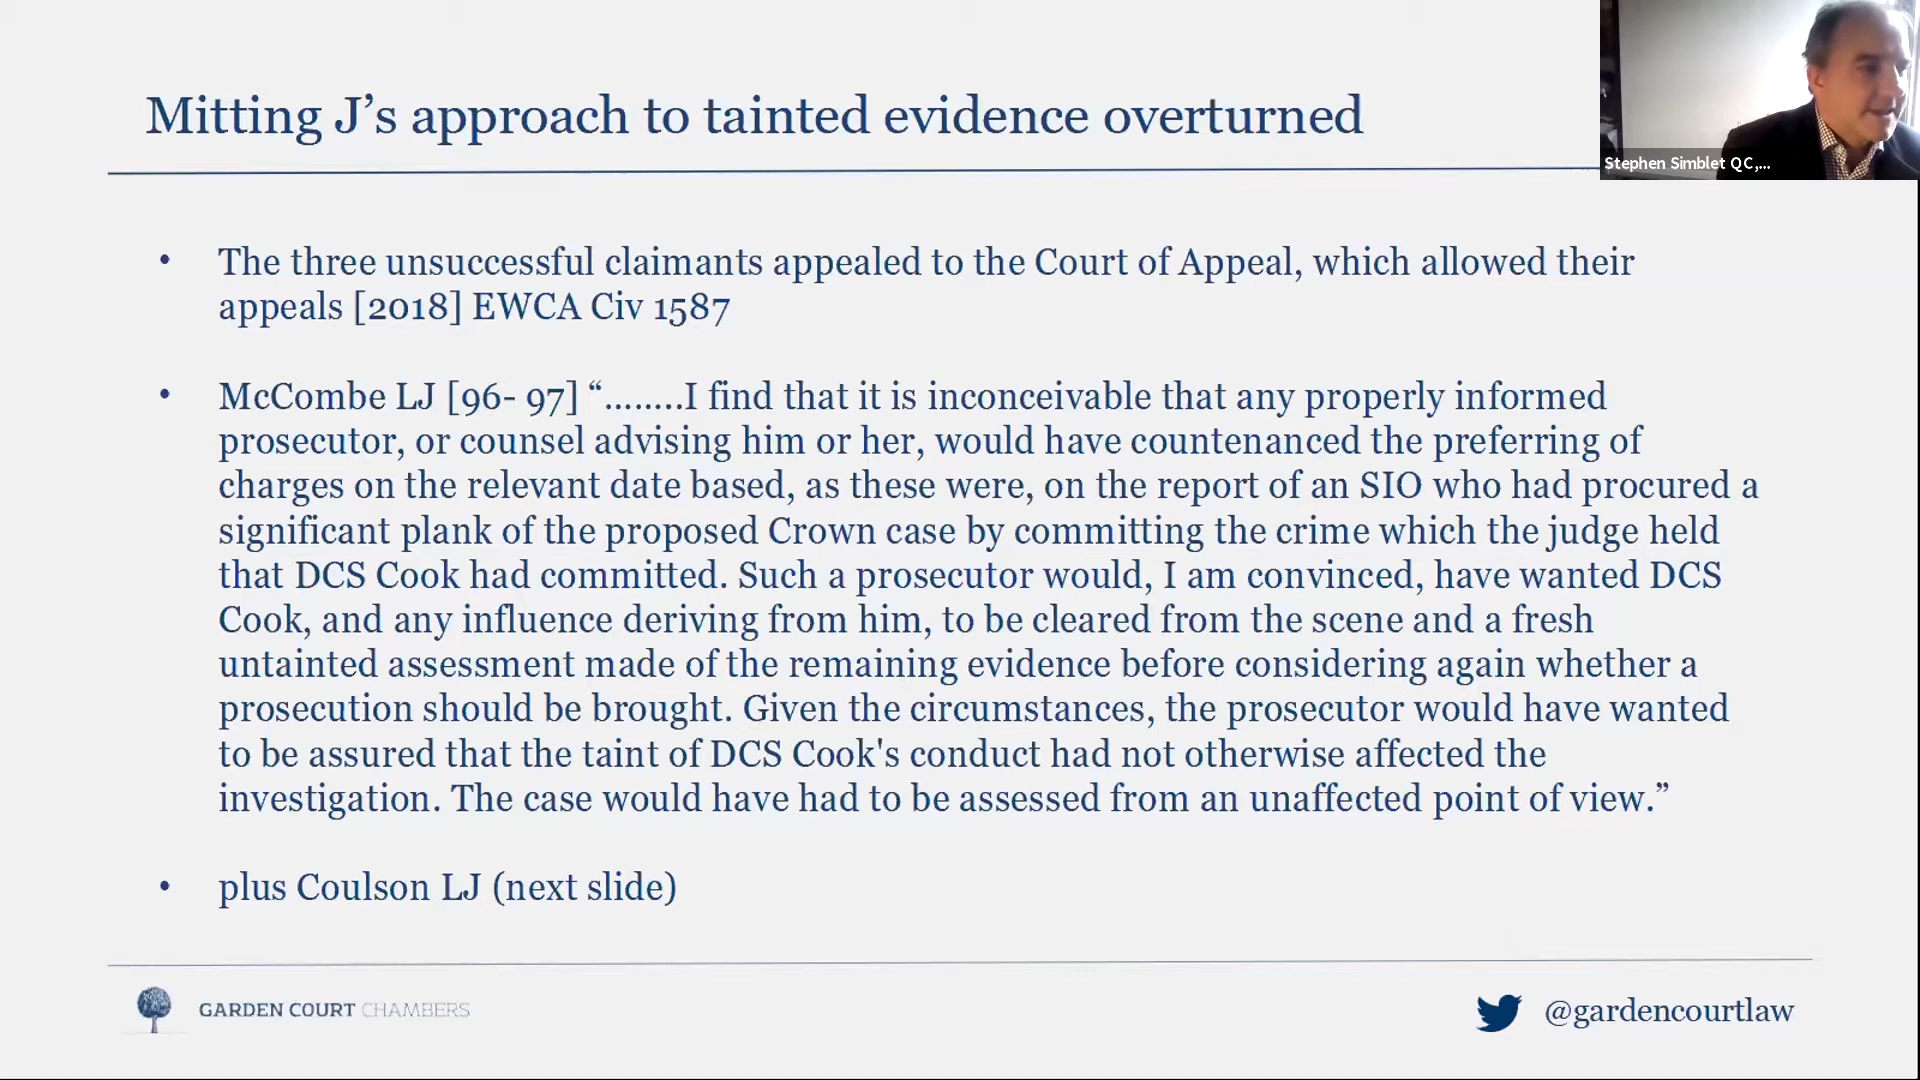 Mitting J’s approach to tainted evidence overturned
Stephen Simblet QC,...
• The three unsuccessful claimants appealed to the Court of Appeal, which allowed their
appeals [2018] EWCA Civ 1587
• McCombe LJ [96- 97] “........I find that it is inconceivable that any properly informed
prosecutor, or counsel advising him or her, would have countenanced the preferring of
charges on the relevant date based, as these were, on the report of an SIO who had procured a
significant plank of the proposed Crown case by committing the crime which the judge held
that DCS Cook had committed. Such a prosecutor would, I am convinced, have wanted DCS
Cook, and any influence deriving from him, to be cleared from the scene and a fresh
untainted assessment made of the remaining evidence before considering again whether a
prosecution should be brought. Given the circumstances, the prosecutor would have wanted
to be assured that the taint of DCS Cook's conduct had not otherwise affected the
investigation. The case would have had to be assessed from an unaffected point of view.”
• plus Coulson LJ (next slide)
GARDEN COURT CHAMBERS
@gardencourtlaw